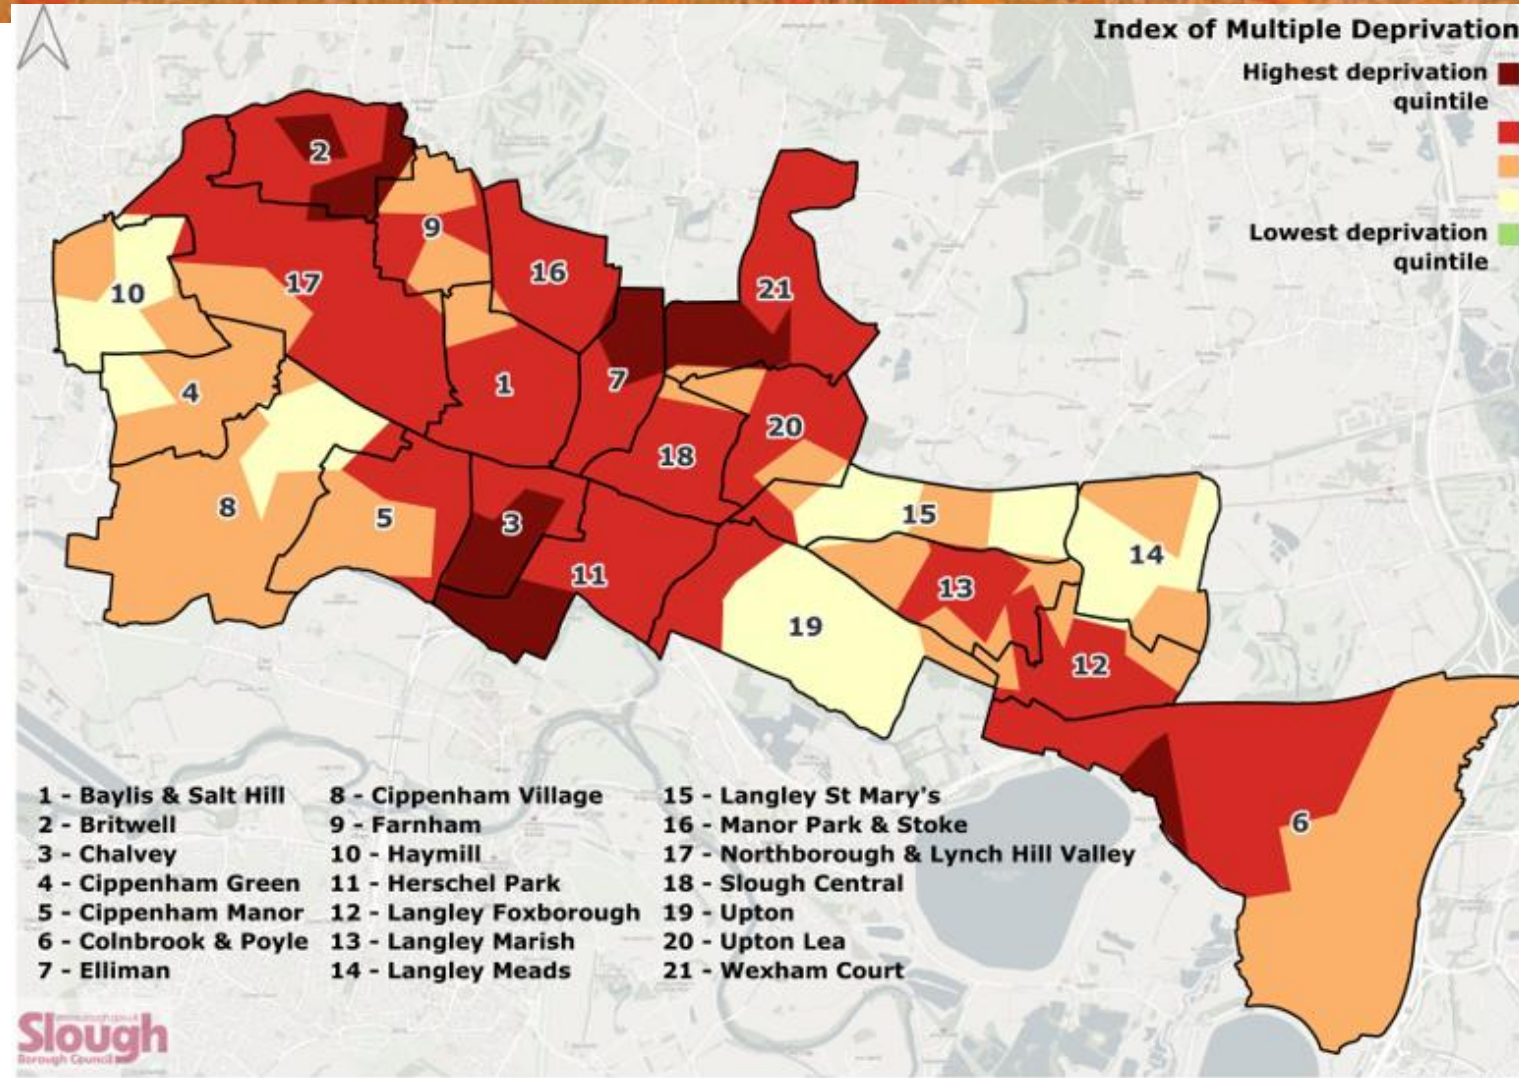 Index of Multiple Deprivation
Highest deprivation
quintile
Lowest deprivation
quintile
2
9
16
10
17
21
4
1
7
20
18
8
5
3
15
14
11
13
19
12
6
1 - Baylis & Salt Hill
2 - Britwell
3 - Chalvey
4 - Cippenham Green
5 - Cippenham Manor
6 - Colnbrook & Poyle
7 - Elliman
8 - Cippenham Village
9 - Farnham
10 - Haymill
11 - Herschel Park
12 - Langley Foxborough
13 - Langley Marish
14 - Langley Meads
15 - Langley St Mary's
16 - Manor Park & Stoke
17 - Northborough & Lynch Hill Valley
18 - Slough Central
19 - Upton
20 - Upton Lea
21 - Wexham Court
Slough
Borough Council